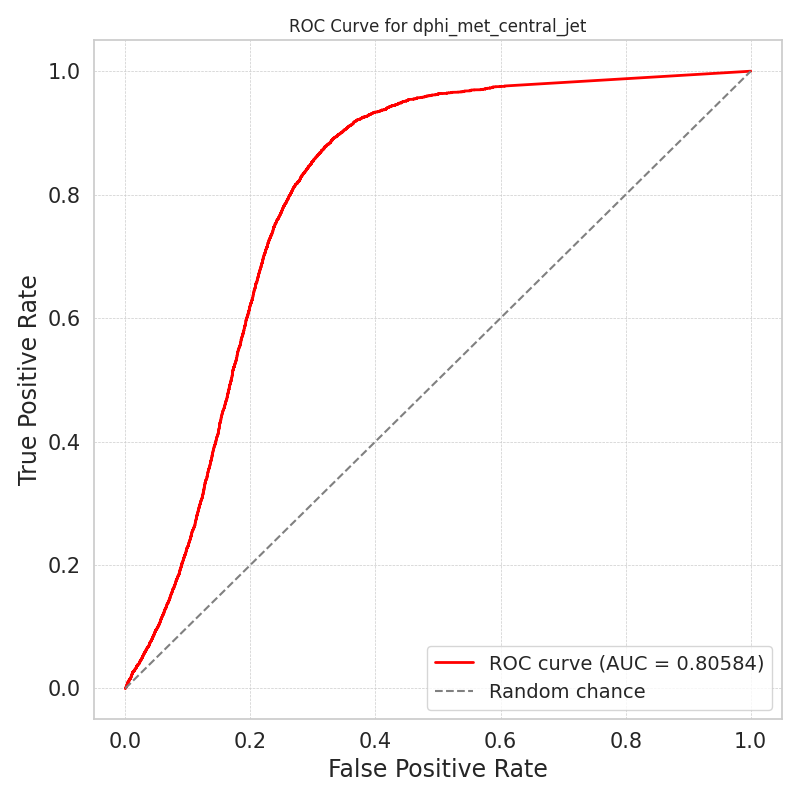 ROC Curve for dphi_met_central_jet
True Positive Rate
1.0
0.8
0.6
0.4
0.2
0.0
ROC curve (AUC = 0.80584)
Random chance
0.0 0.2 0.4 0.6 0.8 1.0
False Positive Rate